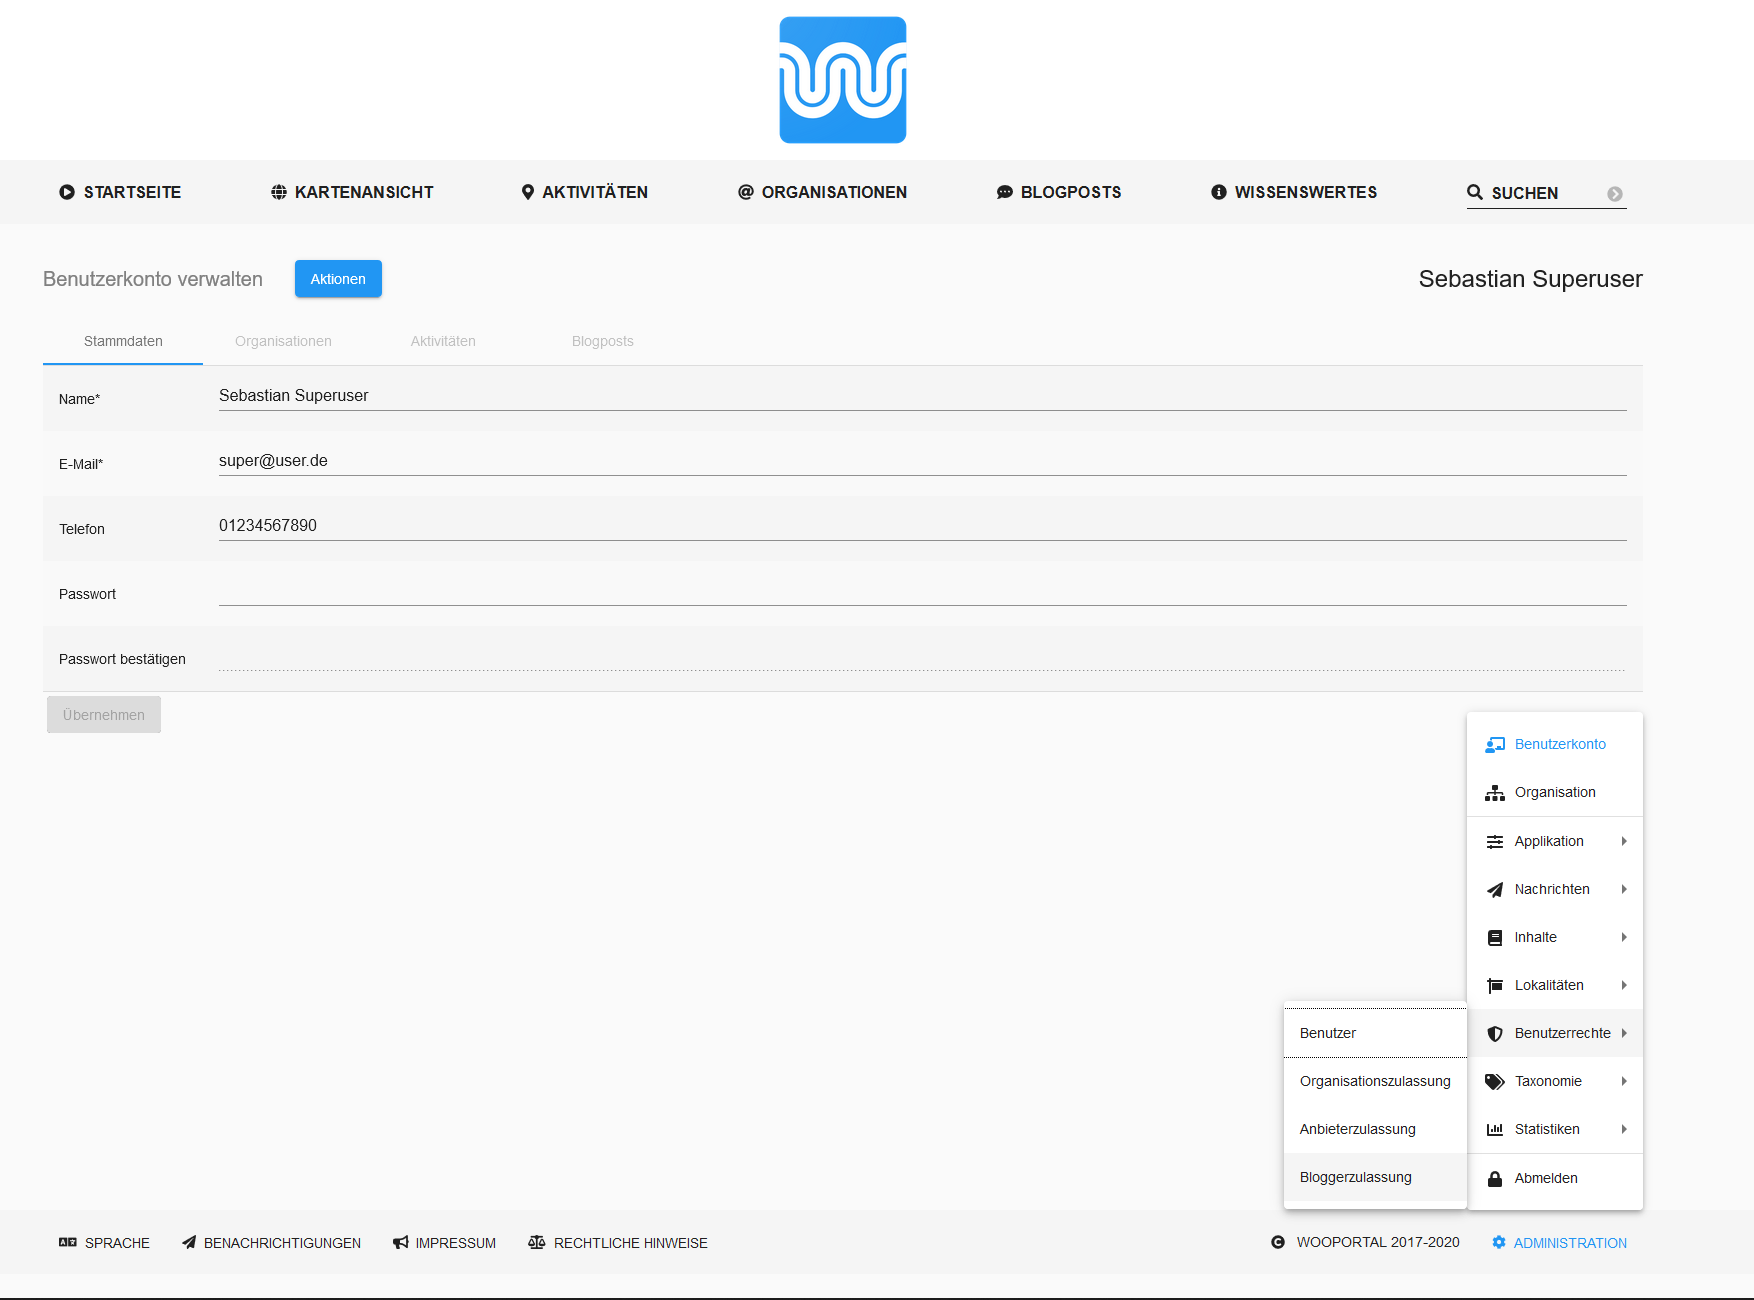 STARTSEITE KARTENANSICHT AKTIVITÄTEN ORGANISATIONEN BLOGPOSTS WISSENSWERTES SUCHEN
Benutzerkonto verwalten Aktionen Sebastian Superuser
Stammdaten Organisationen Aktivitäten Blogposts
Name* Sebastian Superuser
E-Mail* super@user.de
Telefon 01234567890
Passwort
Passwort bestätigen
Übernehmen
Benutzerkonto
Organisation
Applikation
Nachrichten
Inhalte
Lokalitäten
Benutzerrechte
Taxonomie
Statistiken
Abmelden
Benutzer
Organisationszulassung
Anbieterzulassung
Bloggerzulassung
SPRACHE BENACHRICHTIGUNGEN IMPRESSUM RECHTLICHE HINWEISE WOOPORTAL 2017-2020 ADMINISTRATION